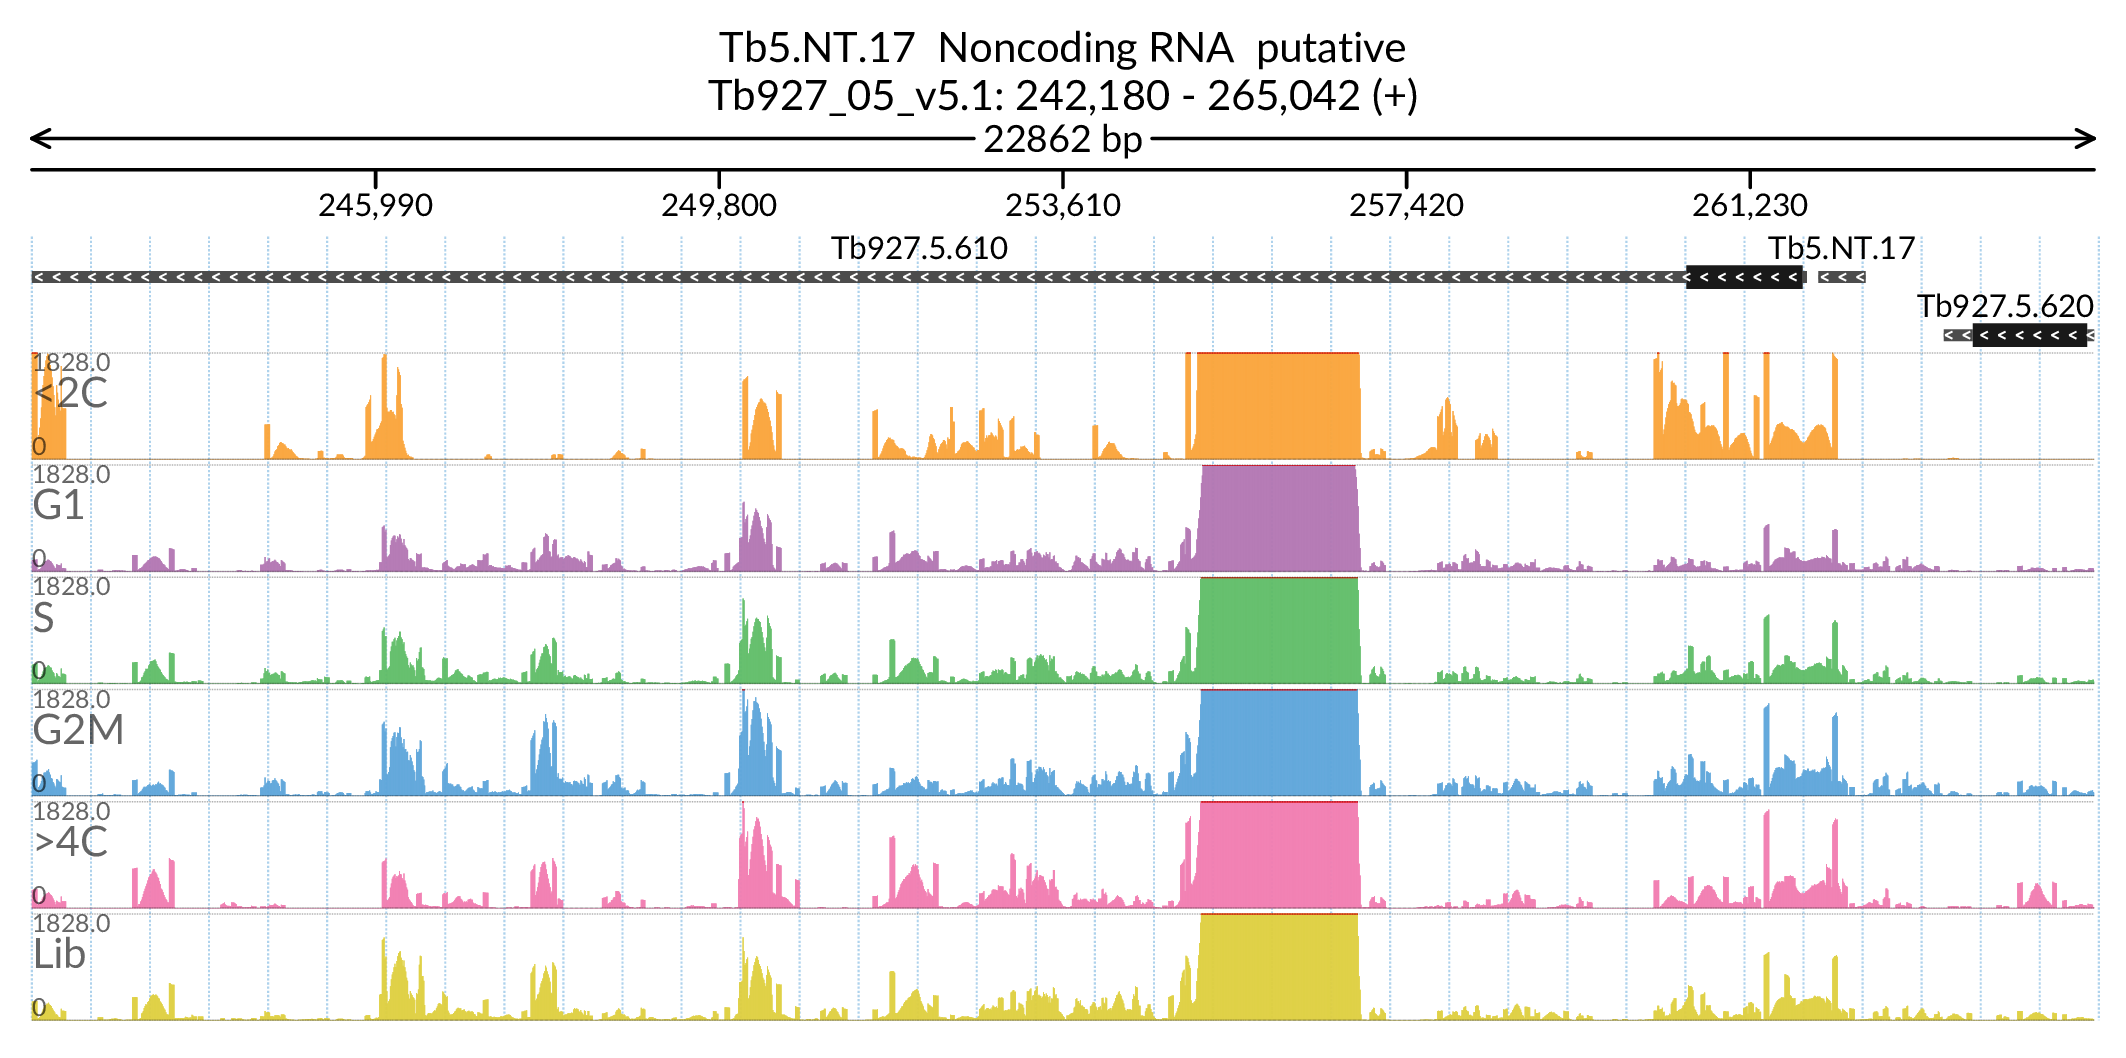 Tb5.NT.17 Noncoding RNA putative
Tb927_05_v5.1: 242,180 - 265,042 (+)
22862 bp
245,990 249,800 253,610 257,420 261,230
Tb927.5.610 Tb5.NT.17
Tb927.5.620
1828.0
<2C
0
1828.0
G1
0
1828.0
S
0
1828.0
G2M
0
1828.0
>4C
0
1828.0
Lib
0